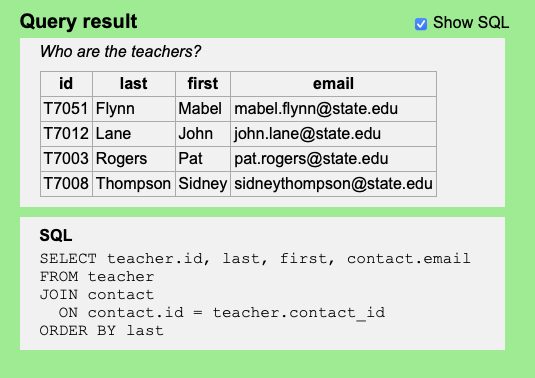 Query result
Show SQL
Who are the teachers?
id last first email
T7051 Flynn Mabel mabel.flynn@state.edu
T7012 Lane John john.lane@state.edu
T7003 Rogers Pat pat.rogers@state.edu
T7008 Thompson Sidney sidneythompson@state.edu
SQL
SELECT teacher.id, last, first, contact.email
FROM teacher
JOIN contact
  ON contact.id = teacher.contact_id
ORDER BY last